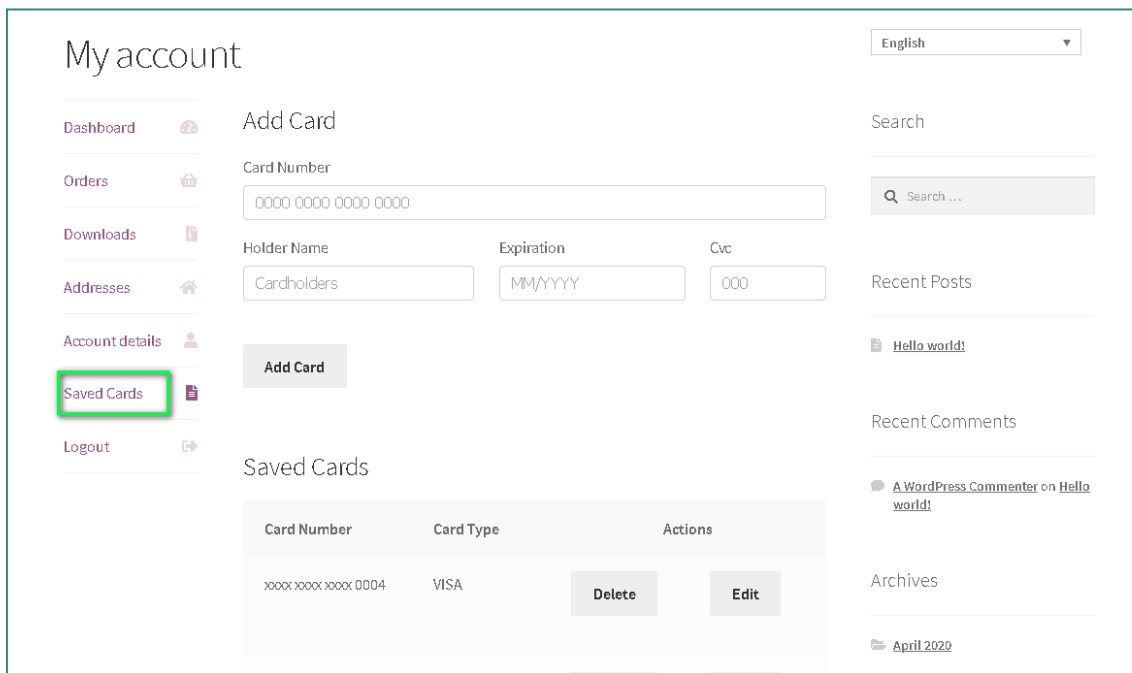 My account
English
Dashboard
Orders
Downloads
Addresses
Account details
Saved Cards
Logout
Add Card
Card Number
0000 0000 0000 0000
Holder Name Expiration Cvc
Cardholders MM/YYYY 000
Add Card
Saved Cards
Card Number Card Type Actions
xxxx xxxx xxxx 0004 VISA Delete Edit
Search
Search ...
Recent Posts
Hello world!
Recent Comments
A WordPress Commenter on Hello
world!
Archives
April 2020